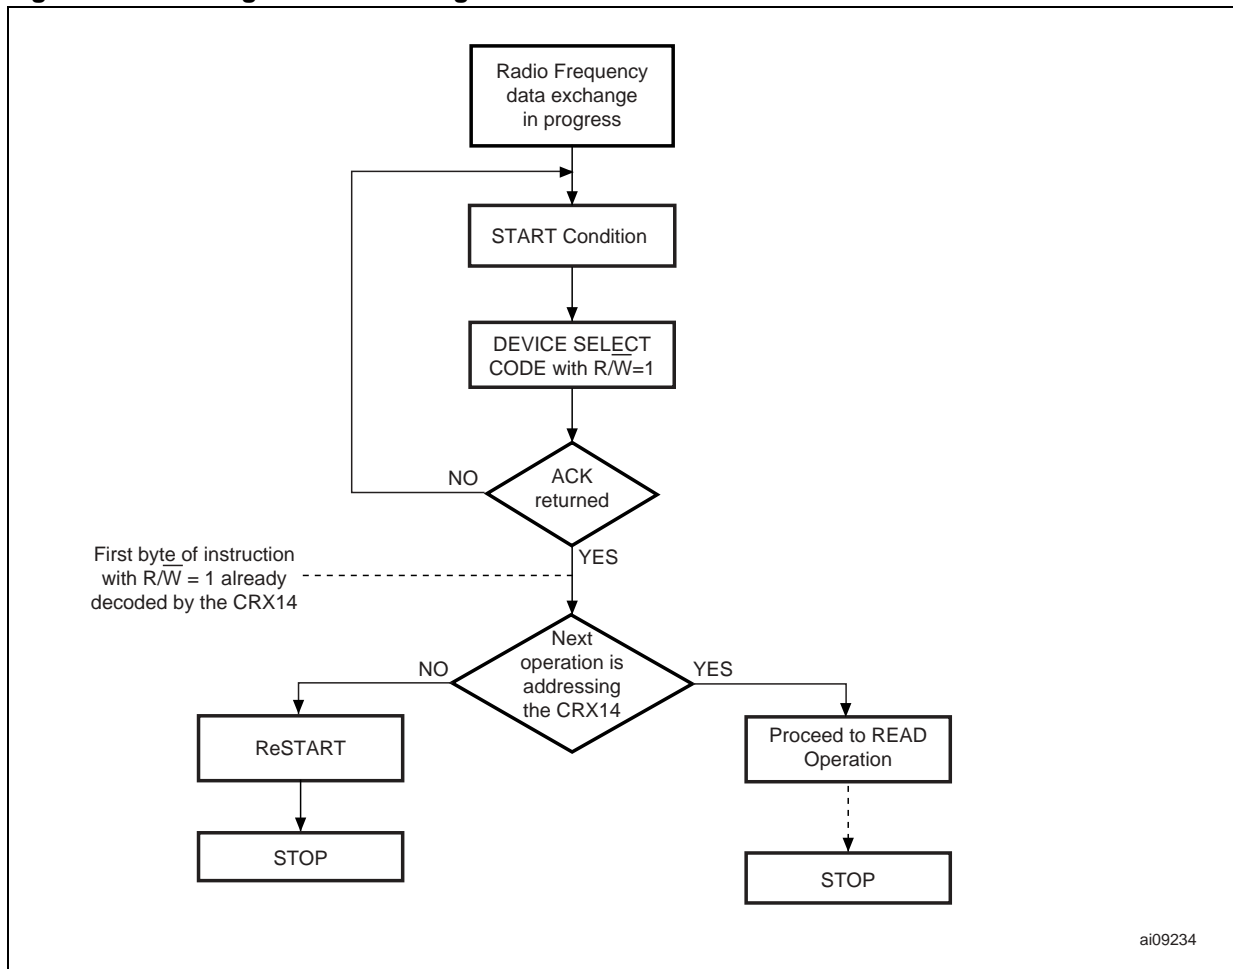 Radio Frequency
data exchange
in progress
START Condition
DEVICE SELECT
CODE with R/W̅=1
ACK
returned
NO
YES
First byte of instruction
with R/W̅ = 1 already
decoded by the CRX14
Next
operation is
addressing
the CRX14
NO
YES
ReSTART
Proceed to READ
Operation
STOP
STOP
ai09234